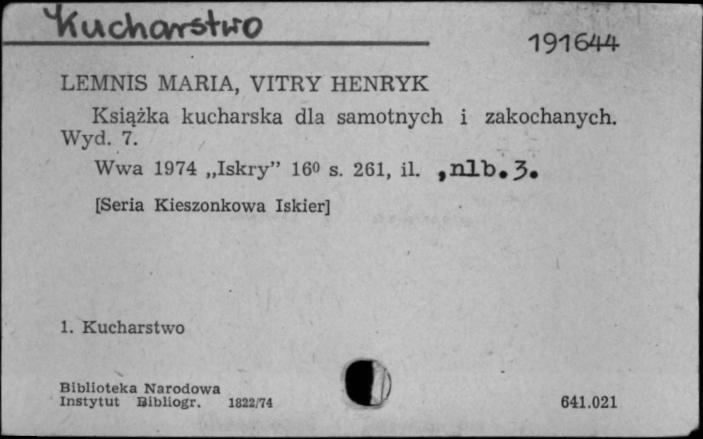 Kucharstwo
191644
LEMNIS MARIA, VITRY HENRYK
Książka kucharska dla samotnych i zakochanych.
Wyd. 7.
Wwa 1974 „Iskry” 16⁰ s. 261, il. ,nlb.3.
[Seria Kieszonkowa Iskier]
1. Kucharstwo
Biblioteka Narodowa
Instytut Bibliogr. 1822/74
641.021